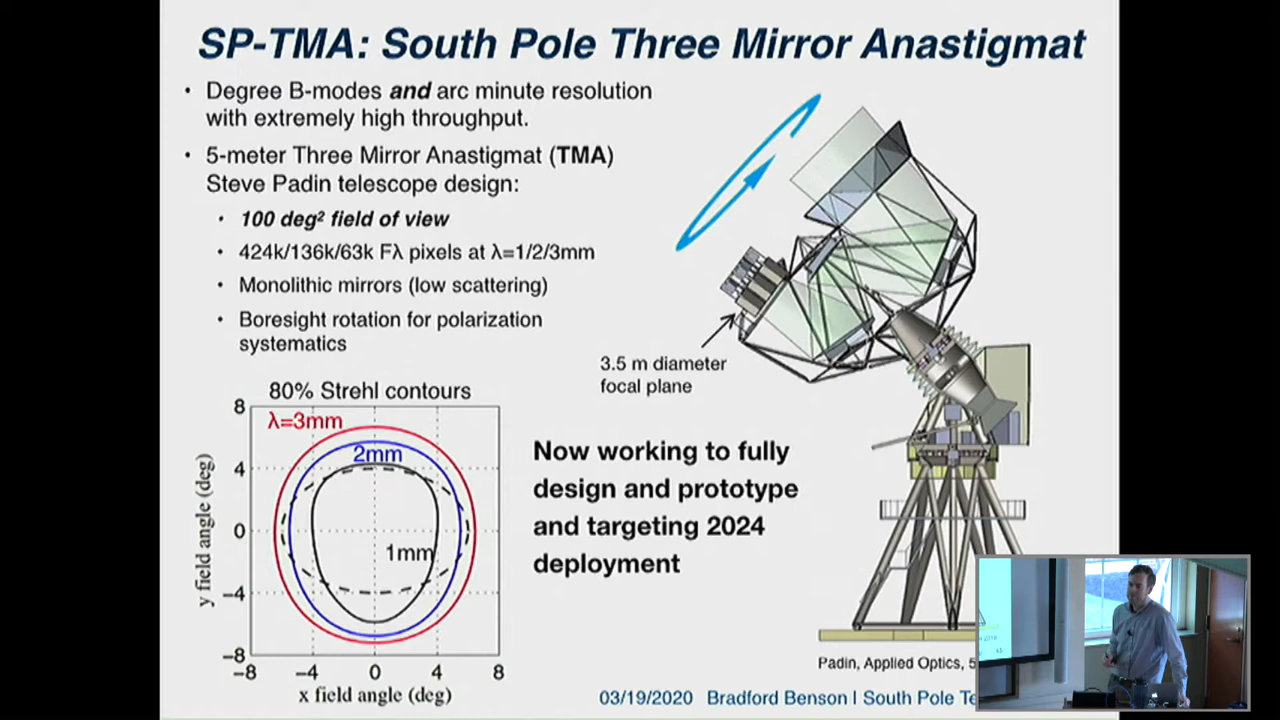 SP-TMA: South Pole Three Mirror Anastigmat
• Degree B-modes and arc minute resolution
with extremely high throughput.
• 5-meter Three Mirror Anastigmat (TMA)
Steve Padin telescope design:
• 100 deg² field of view
• 424k/136k/63k Fλ pixels at λ=1/2/3mm
• Monolithic mirrors (low scattering)
• Boresight rotation for polarization
systematics
3.5 m diameter
focal plane
80% Strehl contours
λ=3mm
2mm
1mm
8
4
0
−4
−8
y field angle (deg)
−8 −4 0 4 8
x field angle (deg)
Now working to fully
design and prototype
and targeting 2024
deployment
Padin, Applied Optics, 5
03/19/2020 Bradford Benson | South Pole Te